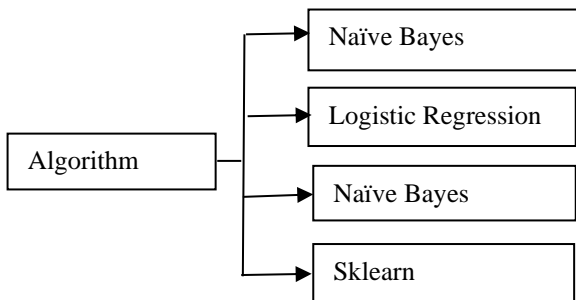 Naïve Bayes
Logistic Regression
Algorithm
Naïve Bayes
Sklearn